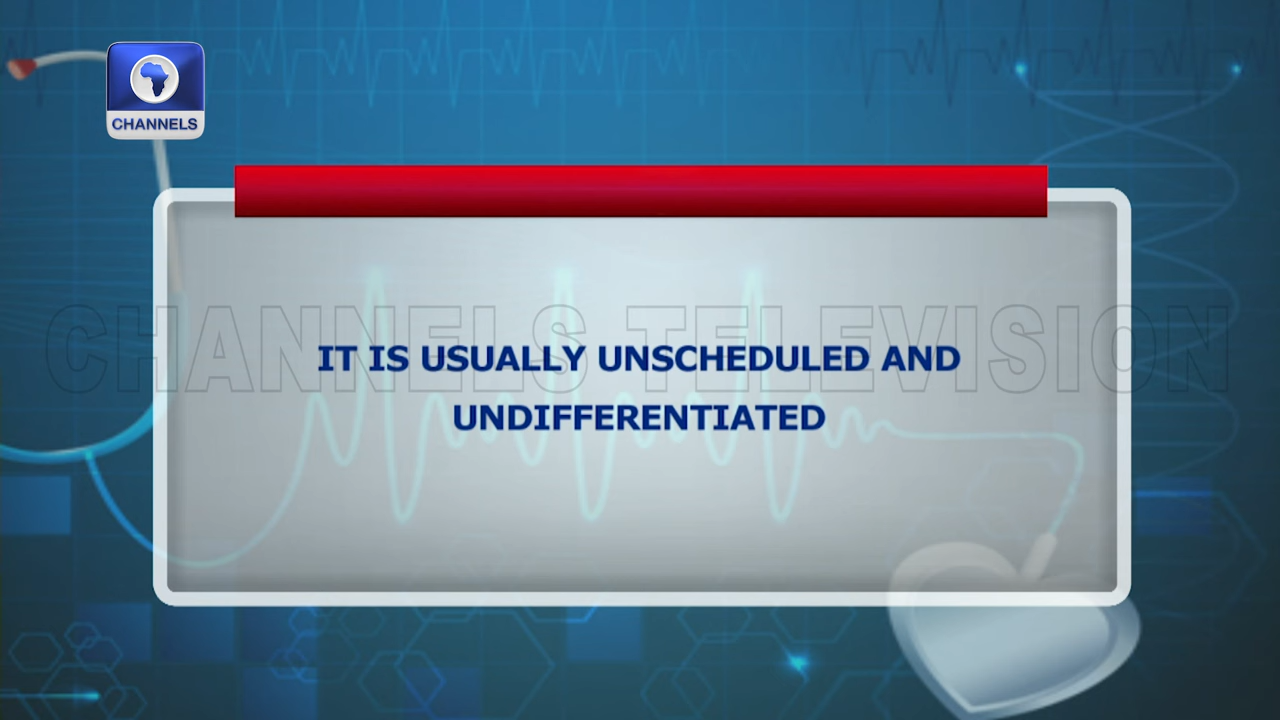 CHANNELS
CHANNELS TELEVISION
IT IS USUALLY UNSCHEDULED AND
UNDIFFERENTIATED